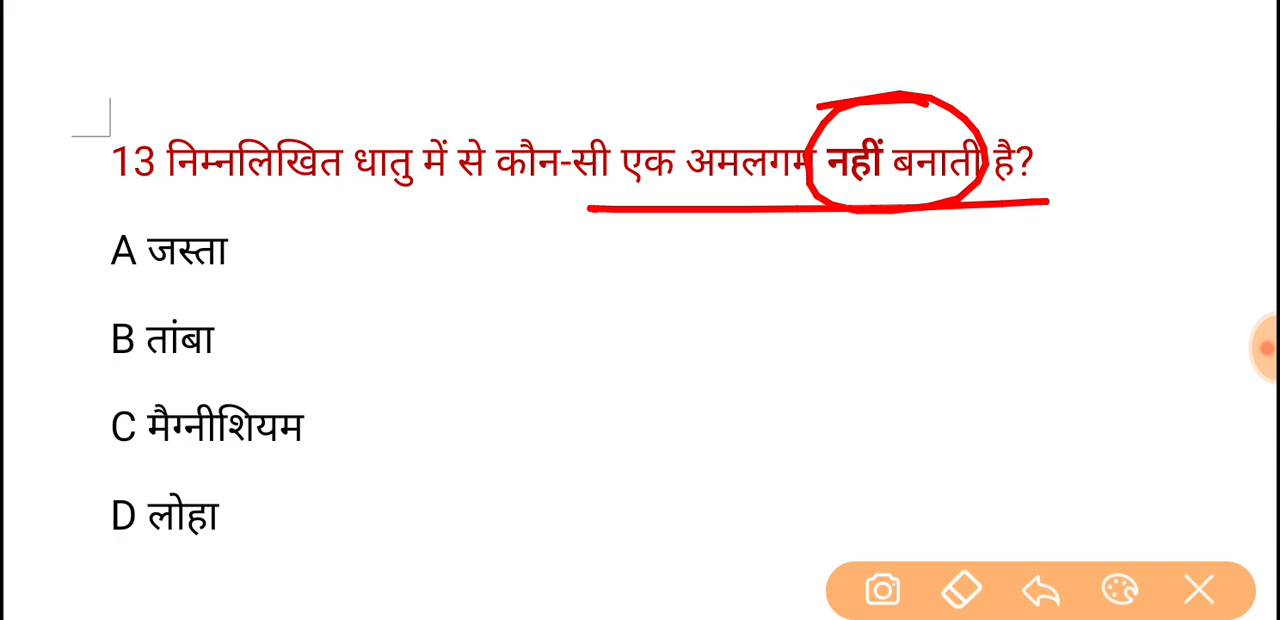 13 निम्नलिखित धातु में से कौन-सी एक अमलगम नहीं बनाती है?
A जस्ता
B तांबा
C मैग्नीशियम
D लोहा